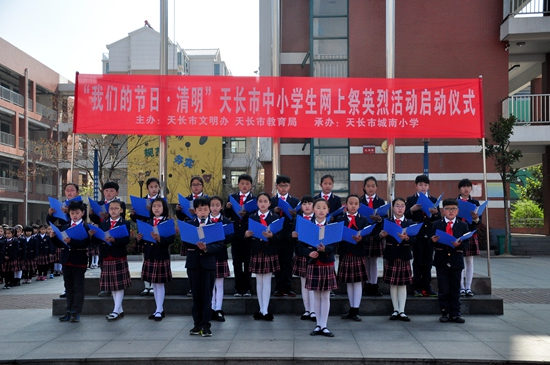 “我们的节日·清明”天长市中小学生网上祭英烈活动启动仪式
主办：天长市文明办 天长市教育局 承办：天长市城南小学